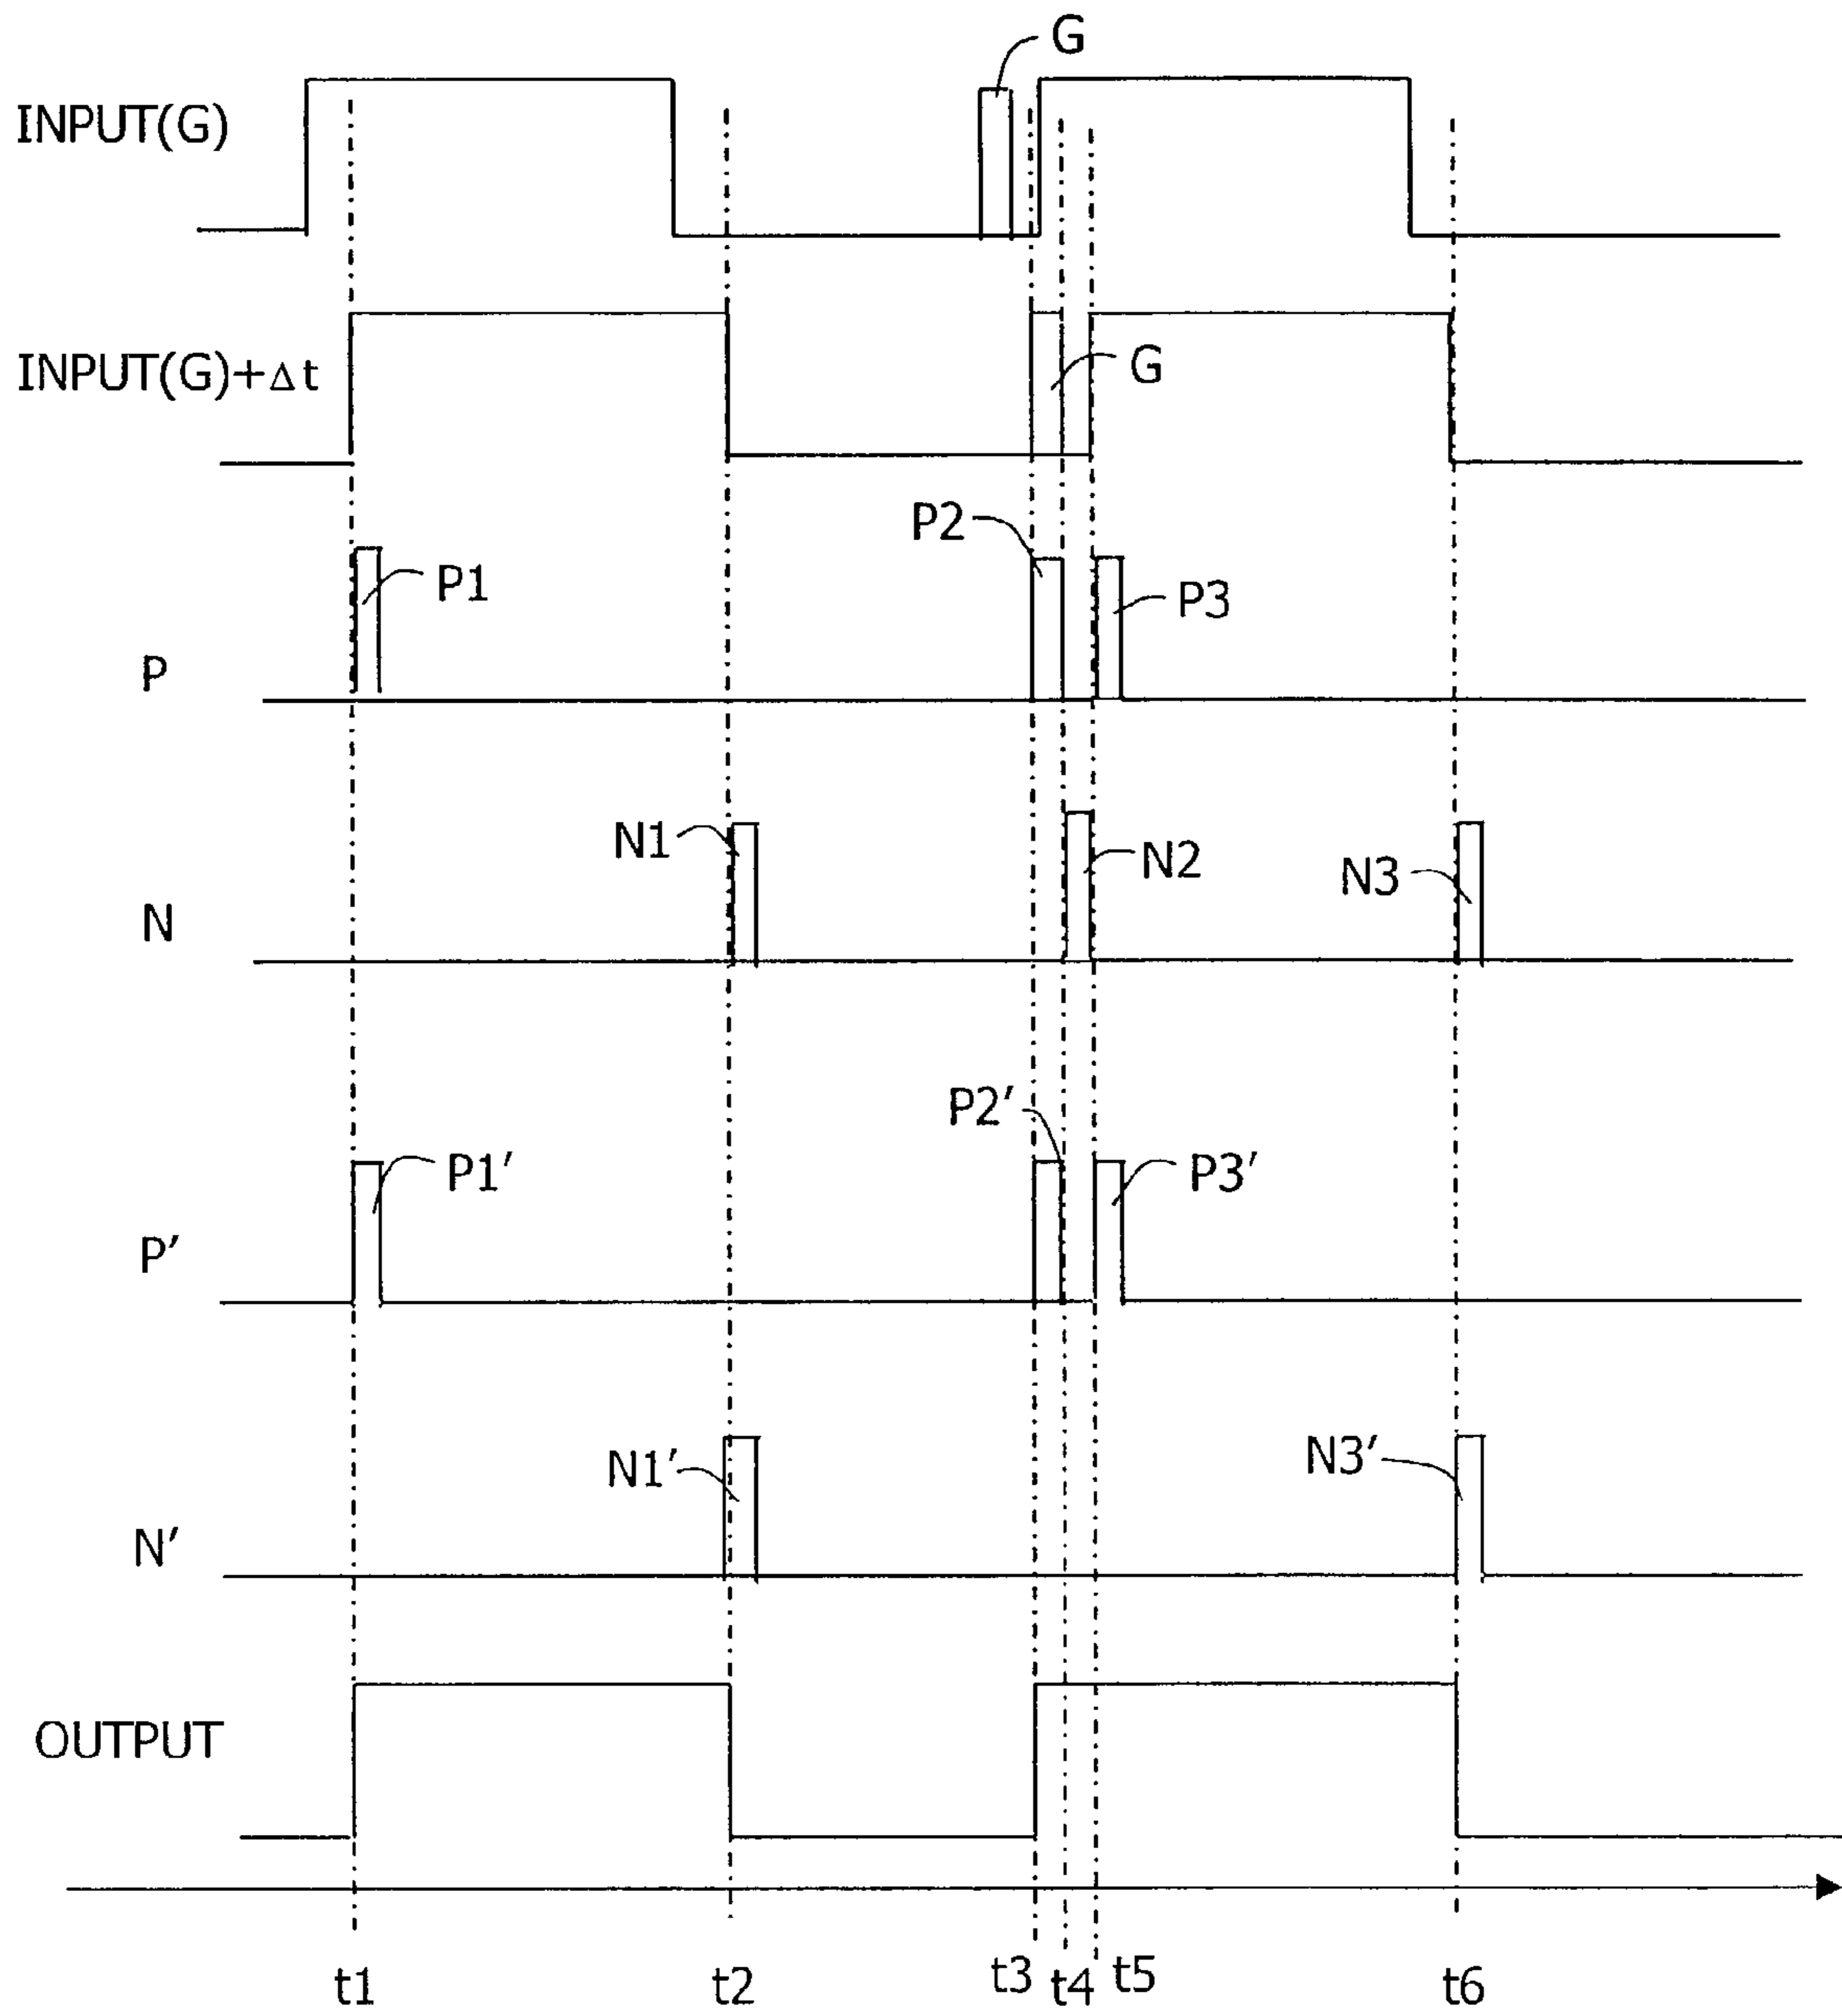 G
INPUT(G)
INPUT(G)+Δt
G
P2
P1
P3
P
N1
N2
N3
N
P2′
P1′
P3′
P′
N1′
N3′
N′
OUTPUT
t1
t2
t3
t4
t5
t6